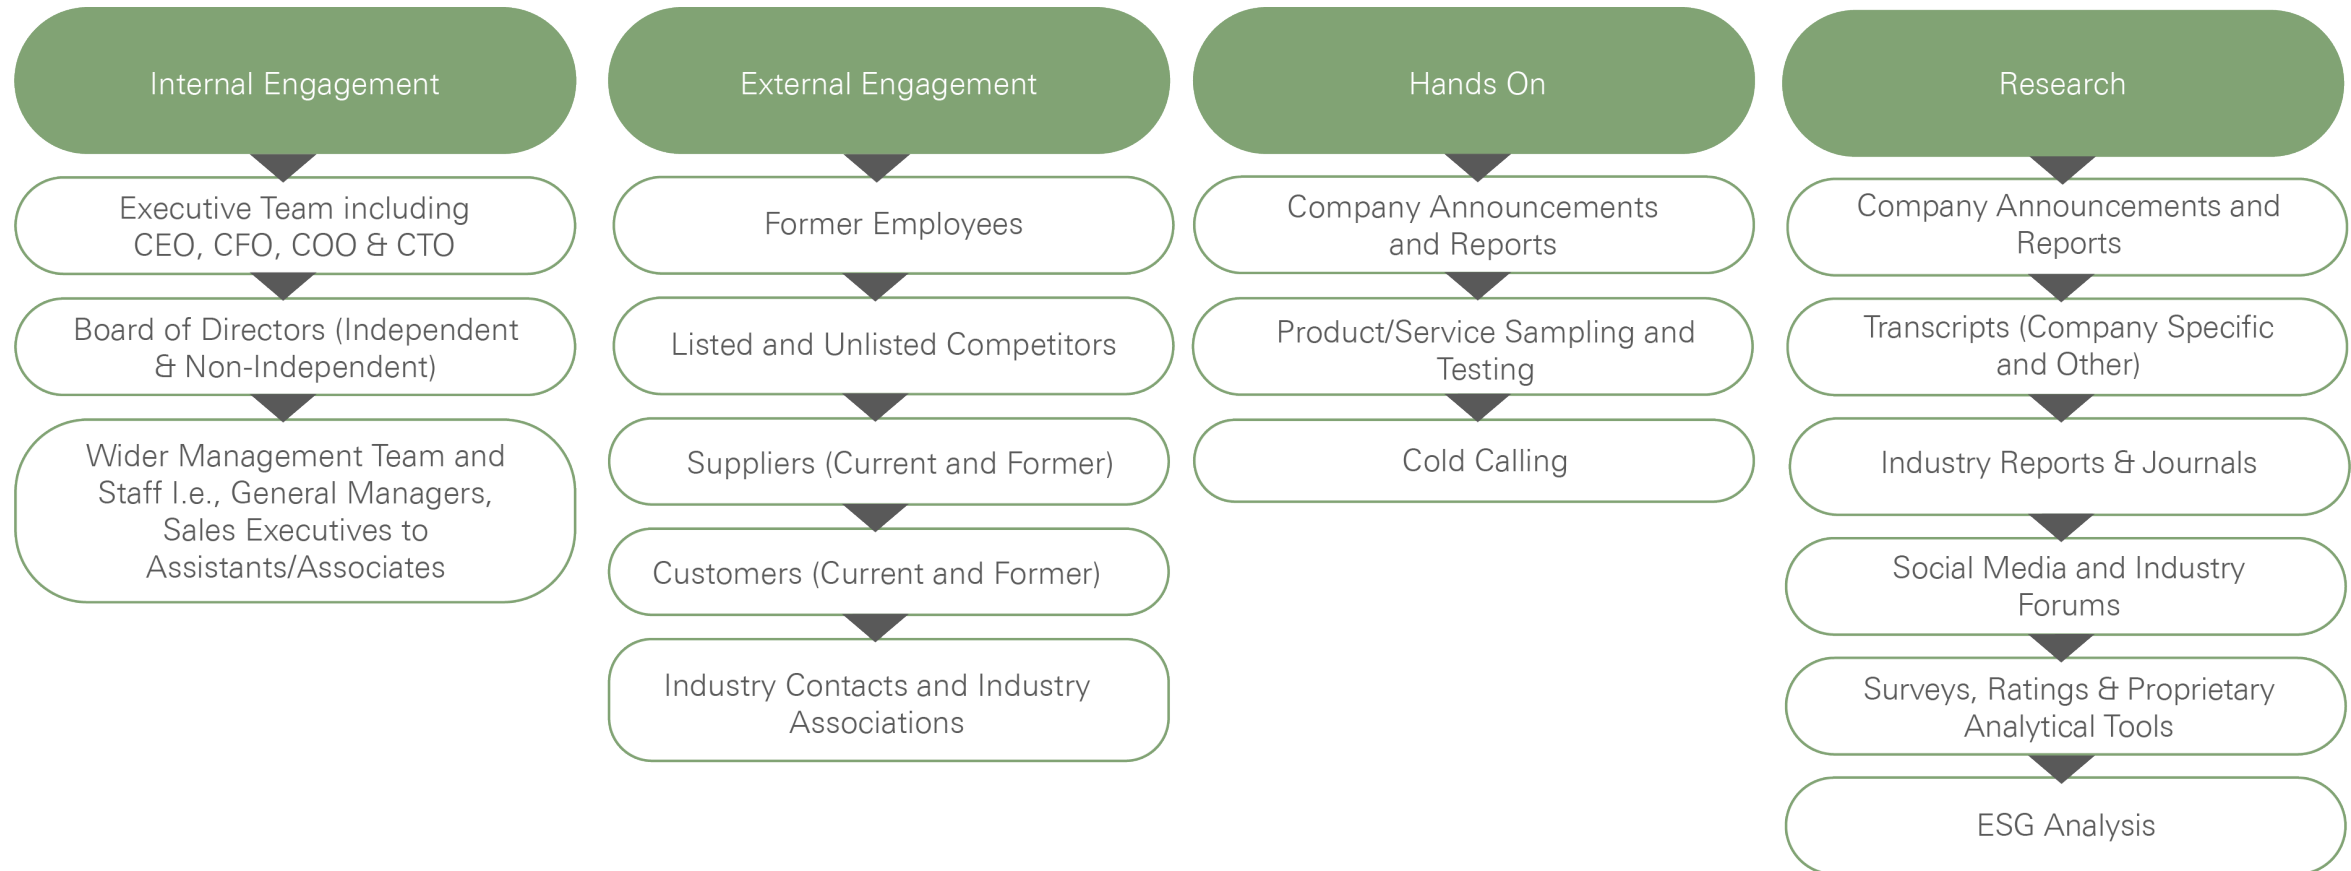 Internal Engagement
Executive Team including
CEO, CFO, COO & CTO
Board of Directors (Independent
& Non-Independent)
Wider Management Team and
Staff I.e., General Managers,
Sales Executives to
Assistants/Associates
External Engagement
Former Employees
Listed and Unlisted Competitors
Suppliers (Current and Former)
Customers (Current and Former)
Industry Contacts and Industry
Associations
Hands On
Company Announcements
and Reports
Product/Service Sampling and
Testing
Cold Calling
Research
Company Announcements and
Reports
Transcripts (Company Specific
and Other)
Industry Reports & Journals
Social Media and Industry
Forums
Surveys, Ratings & Proprietary
Analytical Tools
ESG Analysis